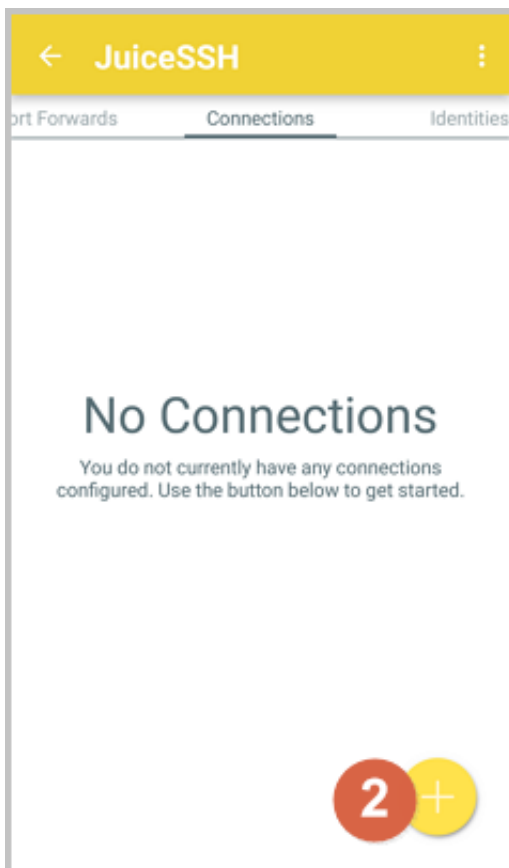 JuiceSSH
ort Forwards Connections Identities
No Connections
You do not currently have any connections
configured. Use the button below to get started.
2